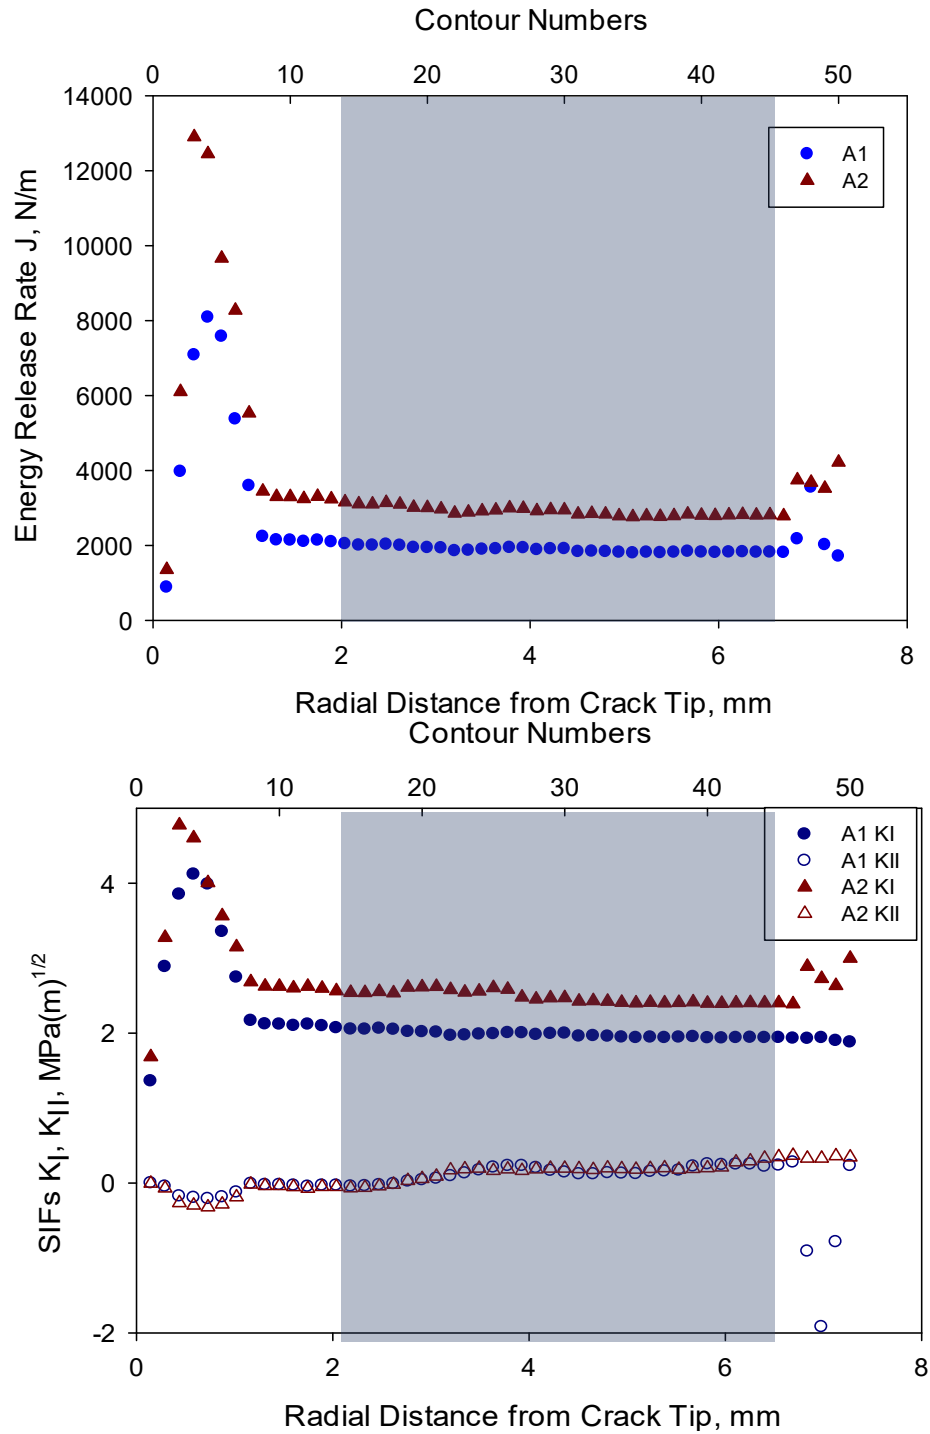 Contour Numbers
0 10 20 30 40 50
14000
12000
10000
8000
6000
4000
2000
0
Energy Release Rate J, N/m
A1
A2
0 2 4 6 8
Radial Distance from Crack Tip, mm
Contour Numbers
0 10 20 30 40 50
4
2
0
-2
SIFs K_I, K_II, MPa(m)^1/2
A1 KI
A1 KII
A2 KI
A2 KII
0 2 4 6 8
Radial Distance from Crack Tip, mm